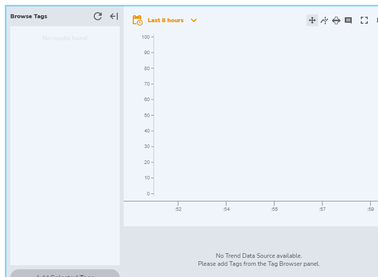 Browse Tags
Last 8 hours
No results found
100
90
80
70
60
50
40
30
20
10
0
:52
:55
:57
:59
No Trend Data Source available.
Please add Tags from the Tag Browser panel.
Add Selected Tags